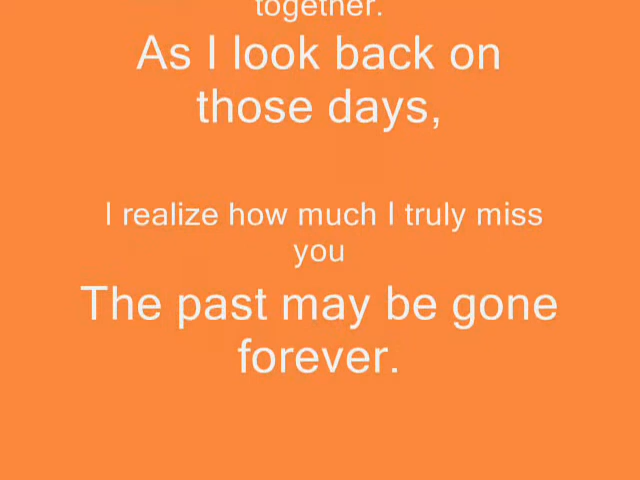 together.
As I look back on
those days,
I realize how much I truly miss
you
The past may be gone
forever.